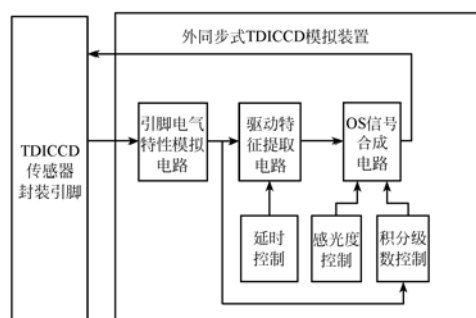 外同步式TDICCD模拟装置
TDICCD
传感器
封装引脚
引脚电气
特性模拟
电路
驱动特
征提取
电路
OS信号
合成
电路
延时
控制
感光度
控制
积分级
数控制